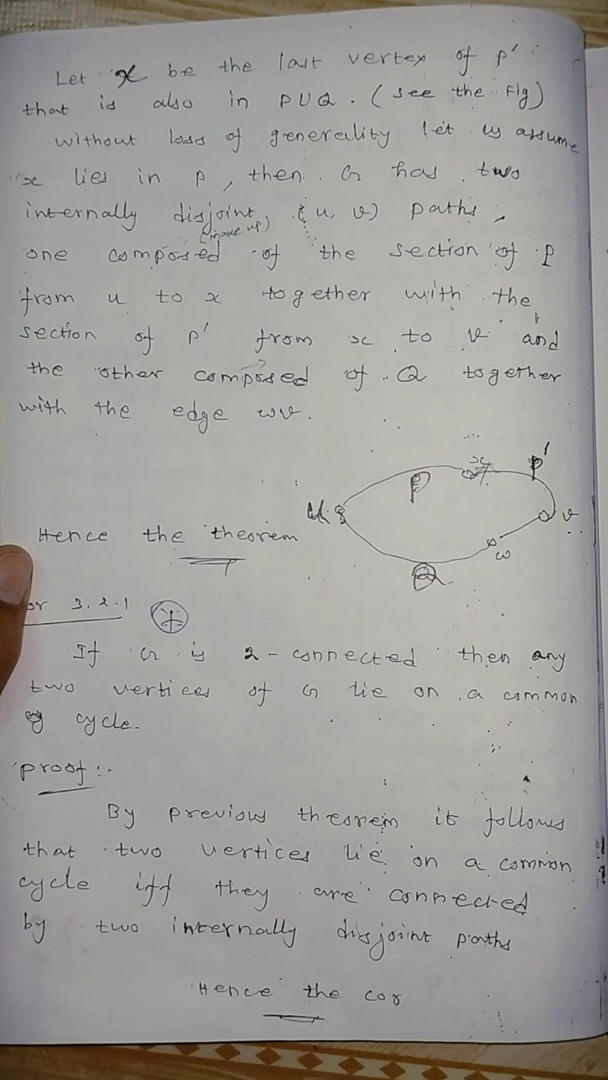 Let x be the last vertex of P'
that is also in PUQ. (see the Fig)
without loss of generality let us assume
x lies in P, then G has two
internally disjoint, (u, v) paths,
(make up)
one composed of the section of P
from u to x together with the
section of P' from x to v and
the other composed of Q together
with the edge wv.
x P'
P
u v
w
Q
Hence the theorem
or 3.2.1
If G is 2-connected then any
two vertices of G lie on a common
cycle.
proof:-
By previous theorem it follows
that two vertices lie on a common
cycle iff they are connected
by two internally disjoint paths
Hence the cor